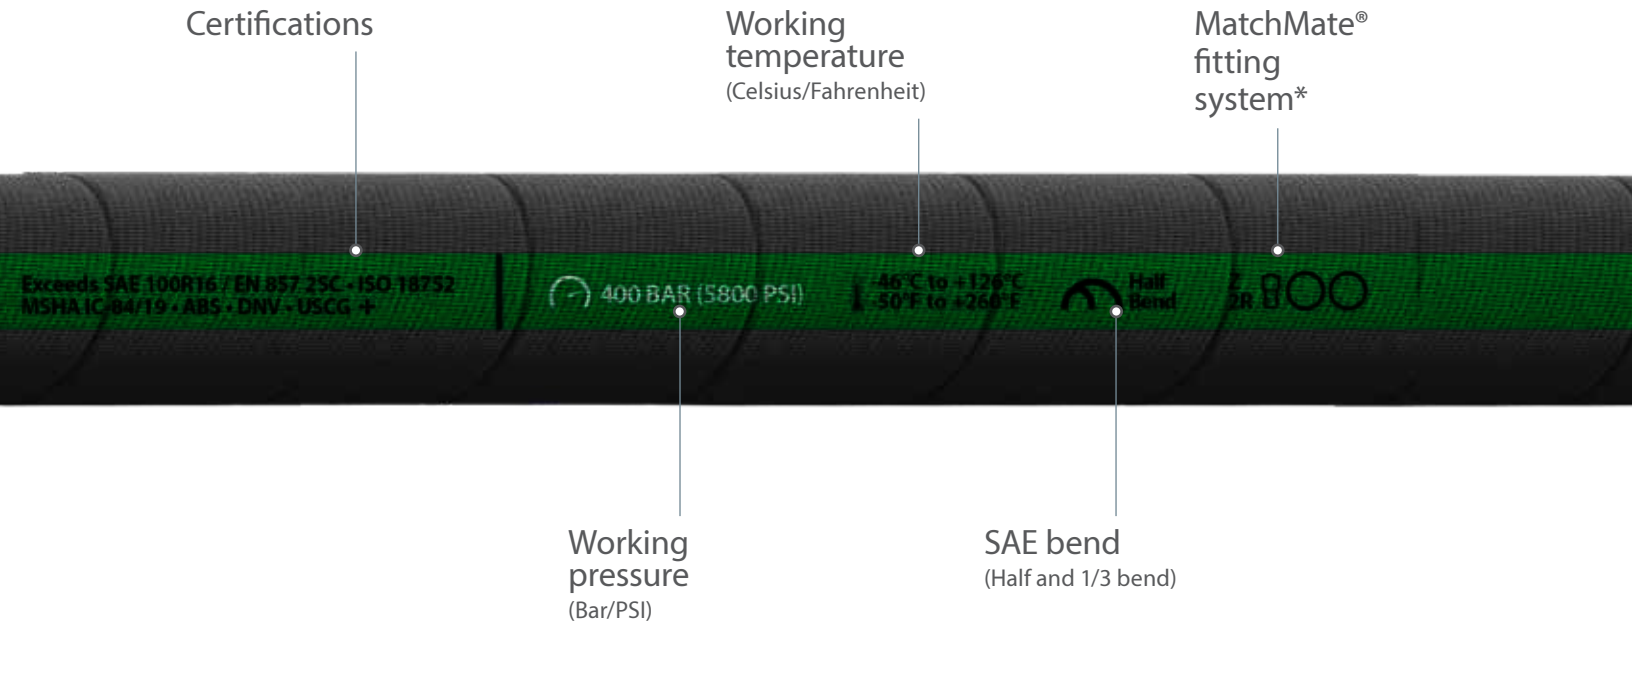 Certifications
Working
temperature
(Celsius/Fahrenheit)
MatchMate®
fitting
system*
Exceeds SAE 100R16 / EN 857 2SC • ISO 18752
MSHA IC-84/19 • ABS • DNV • USCG +
400 BAR (5800 PSI)
-46°C to +126°C
-50°F to +260°F
Half
Bend
2R
Working
pressure
(Bar/PSI)
SAE bend
(Half and 1/3 bend)